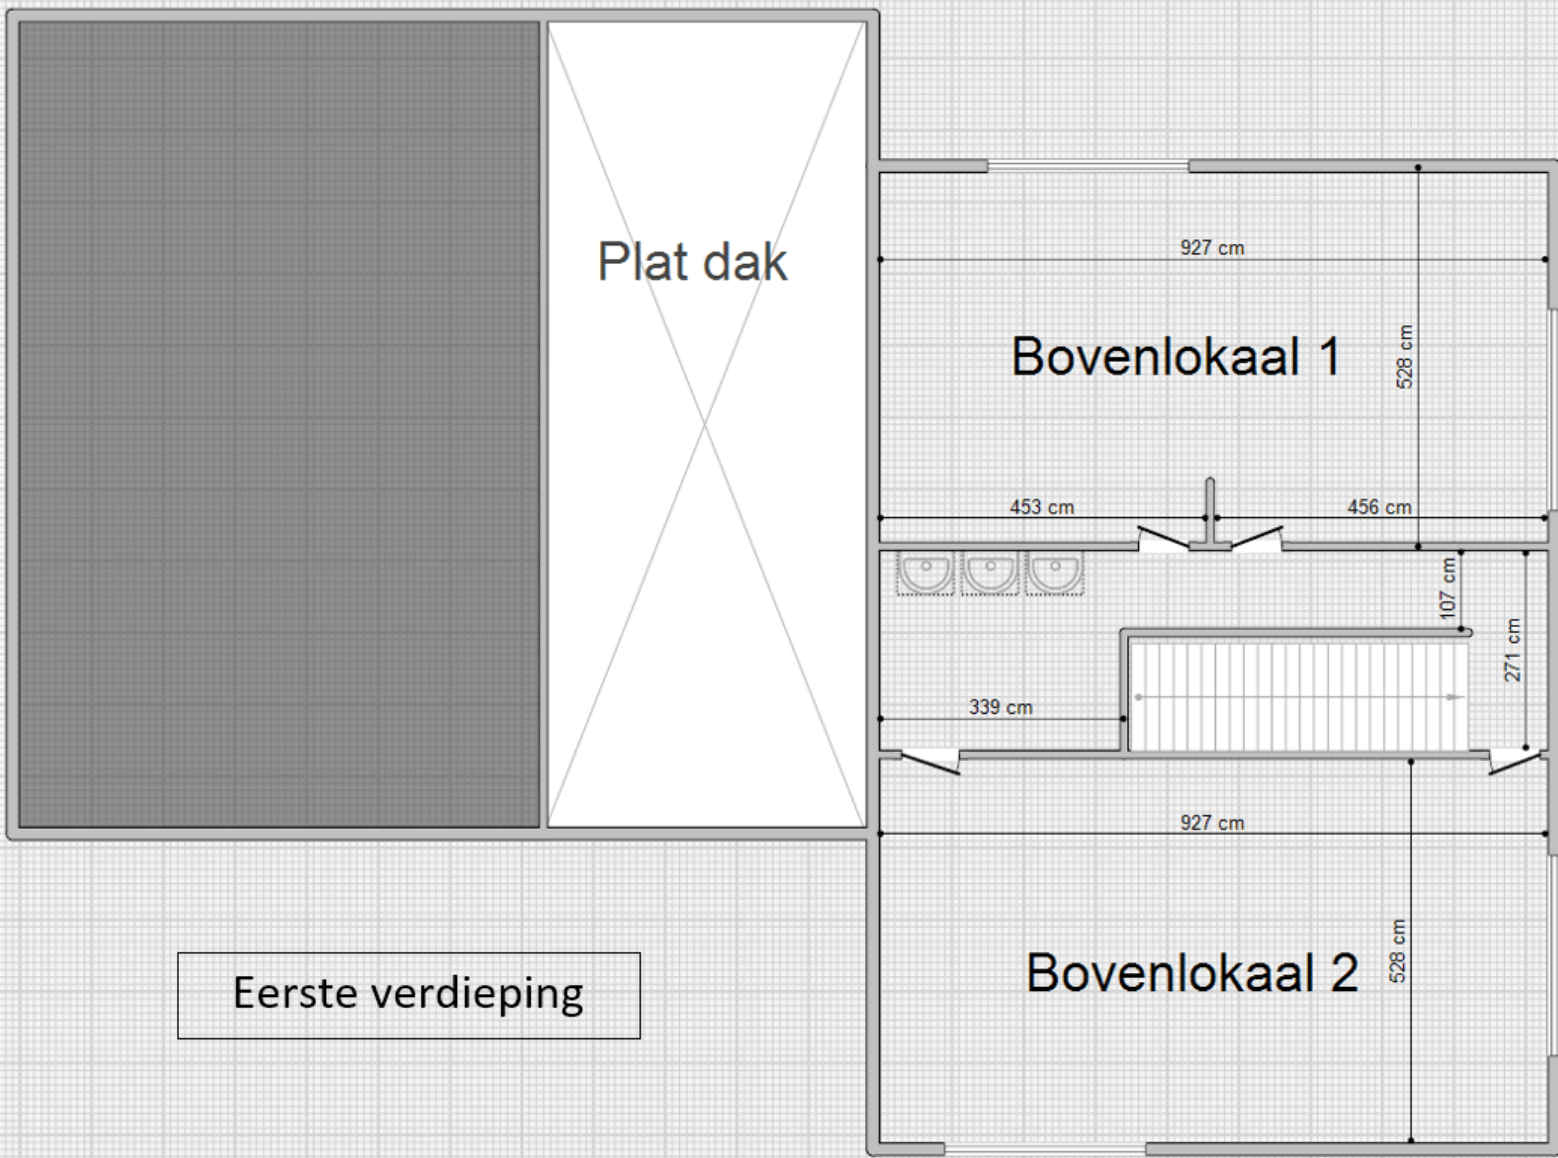 Plat dak
927 cm
Bovenlokaal 1
528 cm
453 cm
456 cm
107 cm
271 cm
339 cm
927 cm
Bovenlokaal 2
528 cm
Eerste verdieping